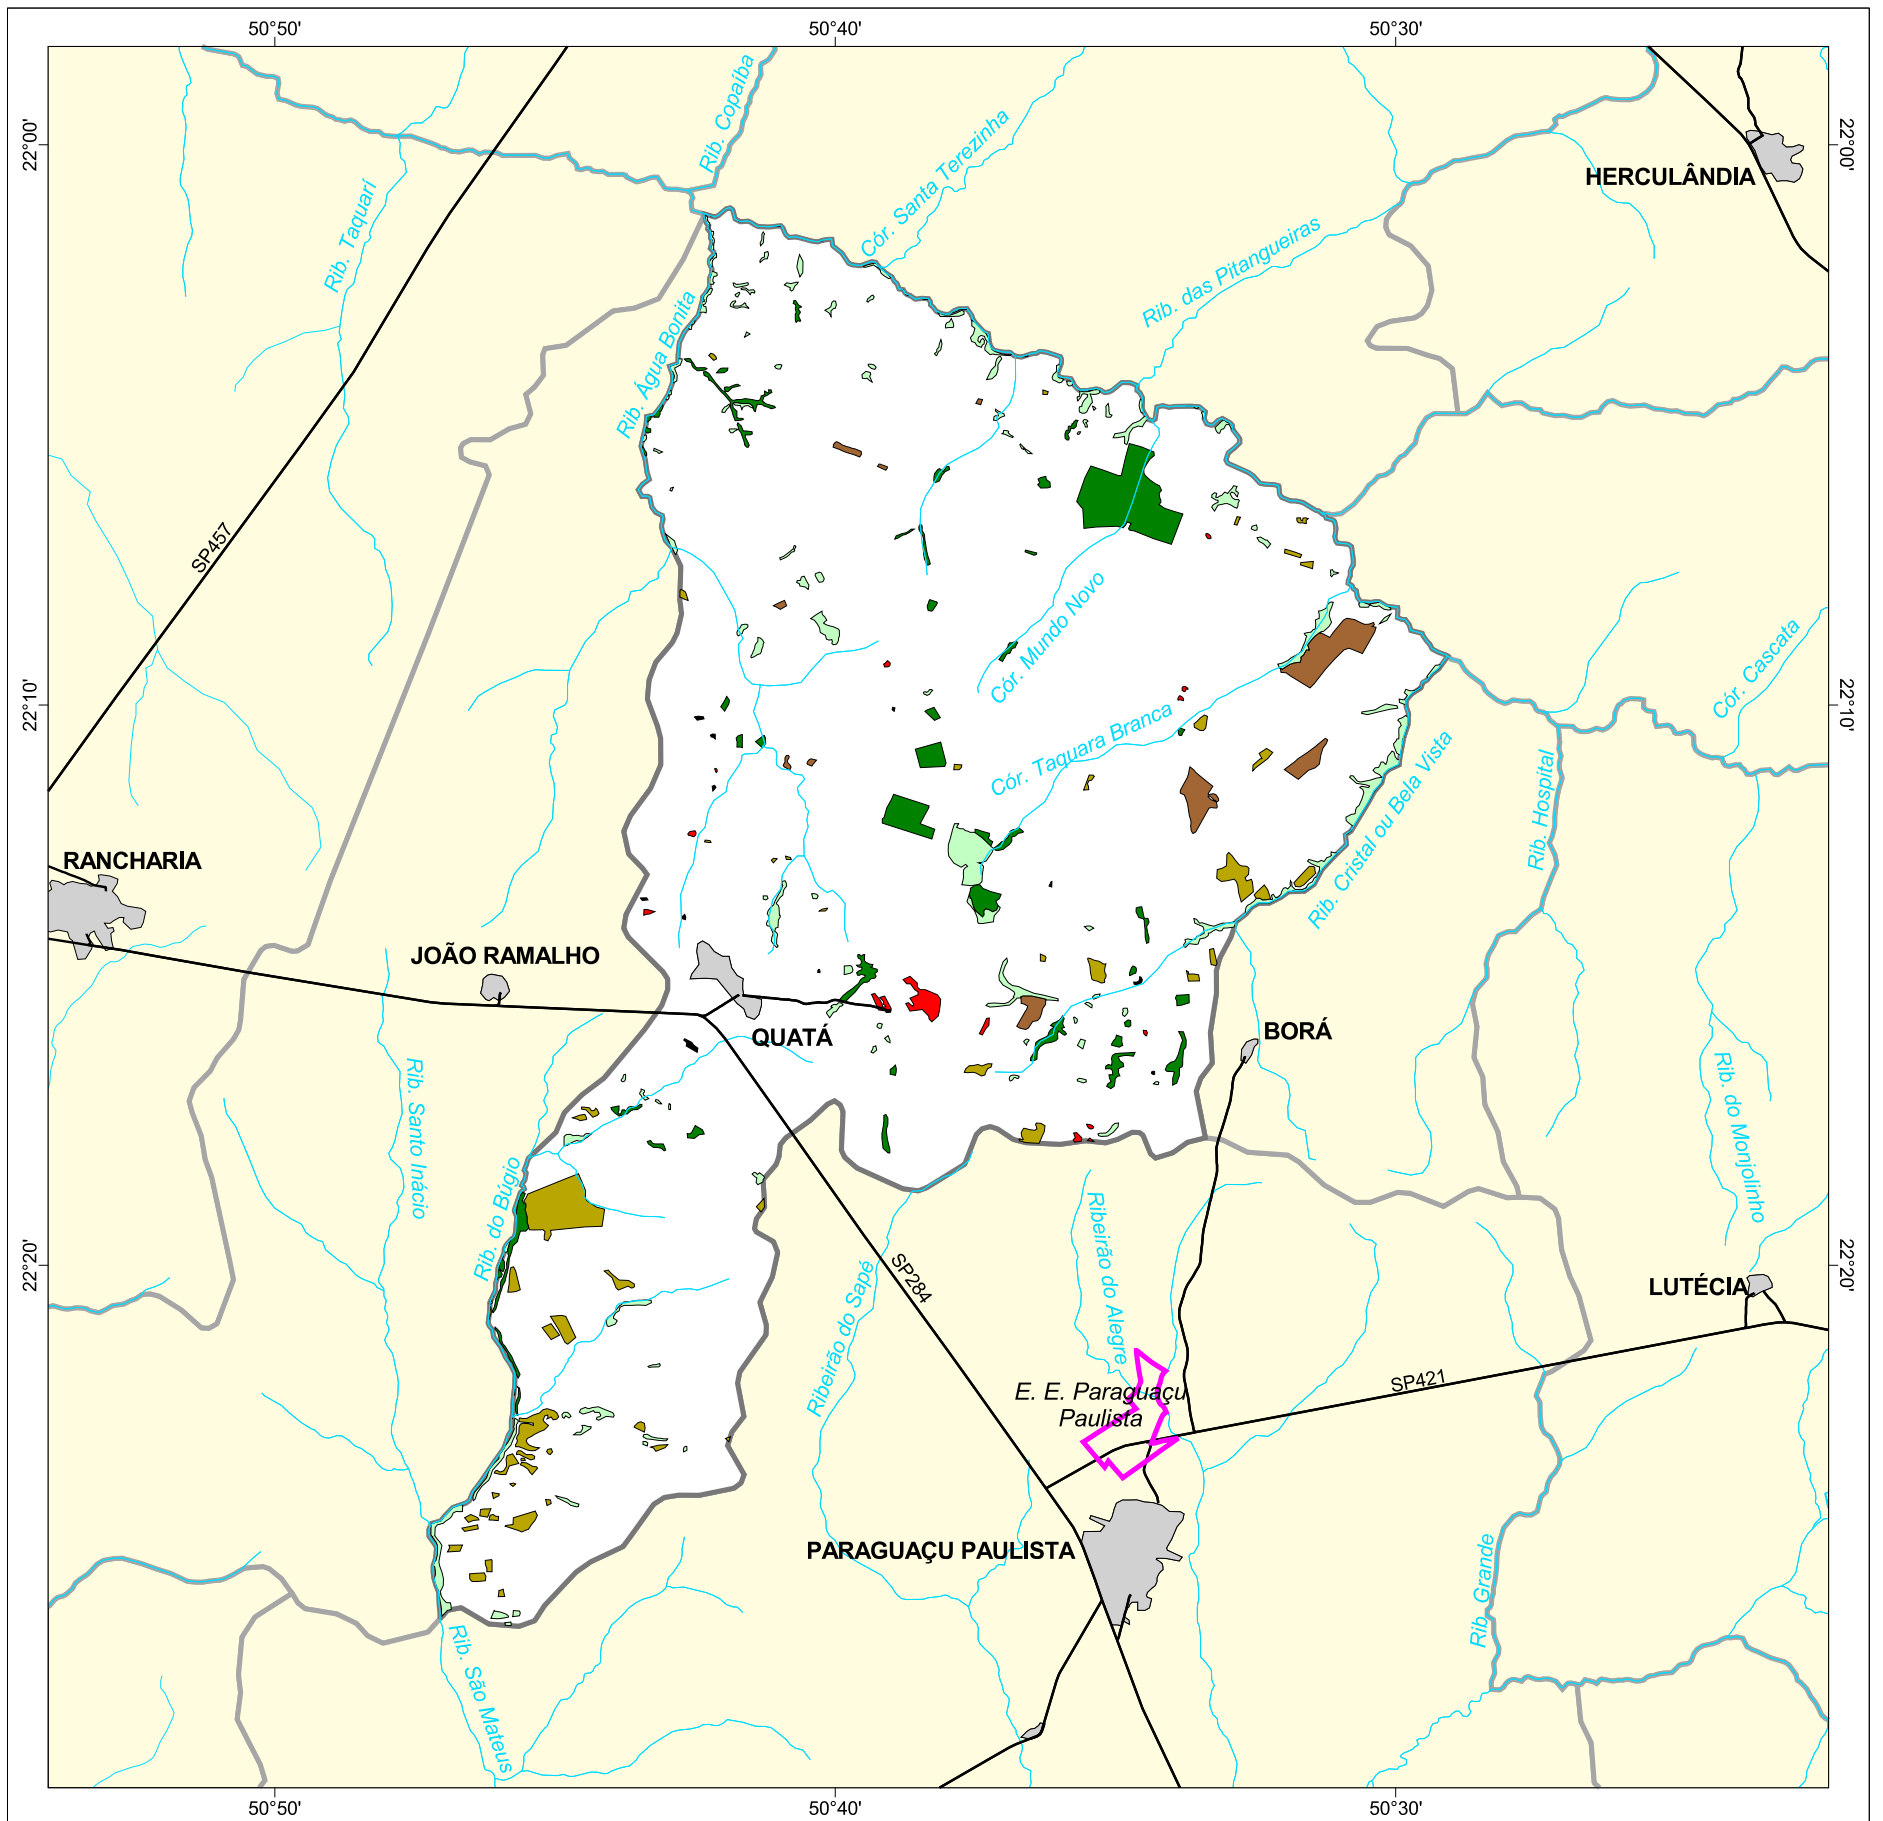 50°50'
50°40'
50°30'
22°00'
22°00'
Rib. Copaíba
Cór. Santa Terezinha
HERCULÂNDIA
Rib. Taquarí
Rib. das Pitangueiras
Rib. Água Bonita
SP457
Cór. Mundo Novo
Cór. Cascata
22°10'
22°10'
Cór. Taquara Branca
Rib. Cristal ou Bela Vista
Rib. Hospital
RANCHARIA
JOÃO RAMALHO
QUATÁ
BORÁ
Rib. Santo Inácio
Rib. do Monjolinho
Rib. do Búgio
Ribeirão do Alegre
22°20'
22°20'
Ribeirão do Sapé
SP284
LUTÉCIA
E. E. Paraguaçu
Paulista
SP421
PARAGUAÇU PAULISTA
Rib. Grande
Rib. São Mateus
50°50'
50°40'
50°30'